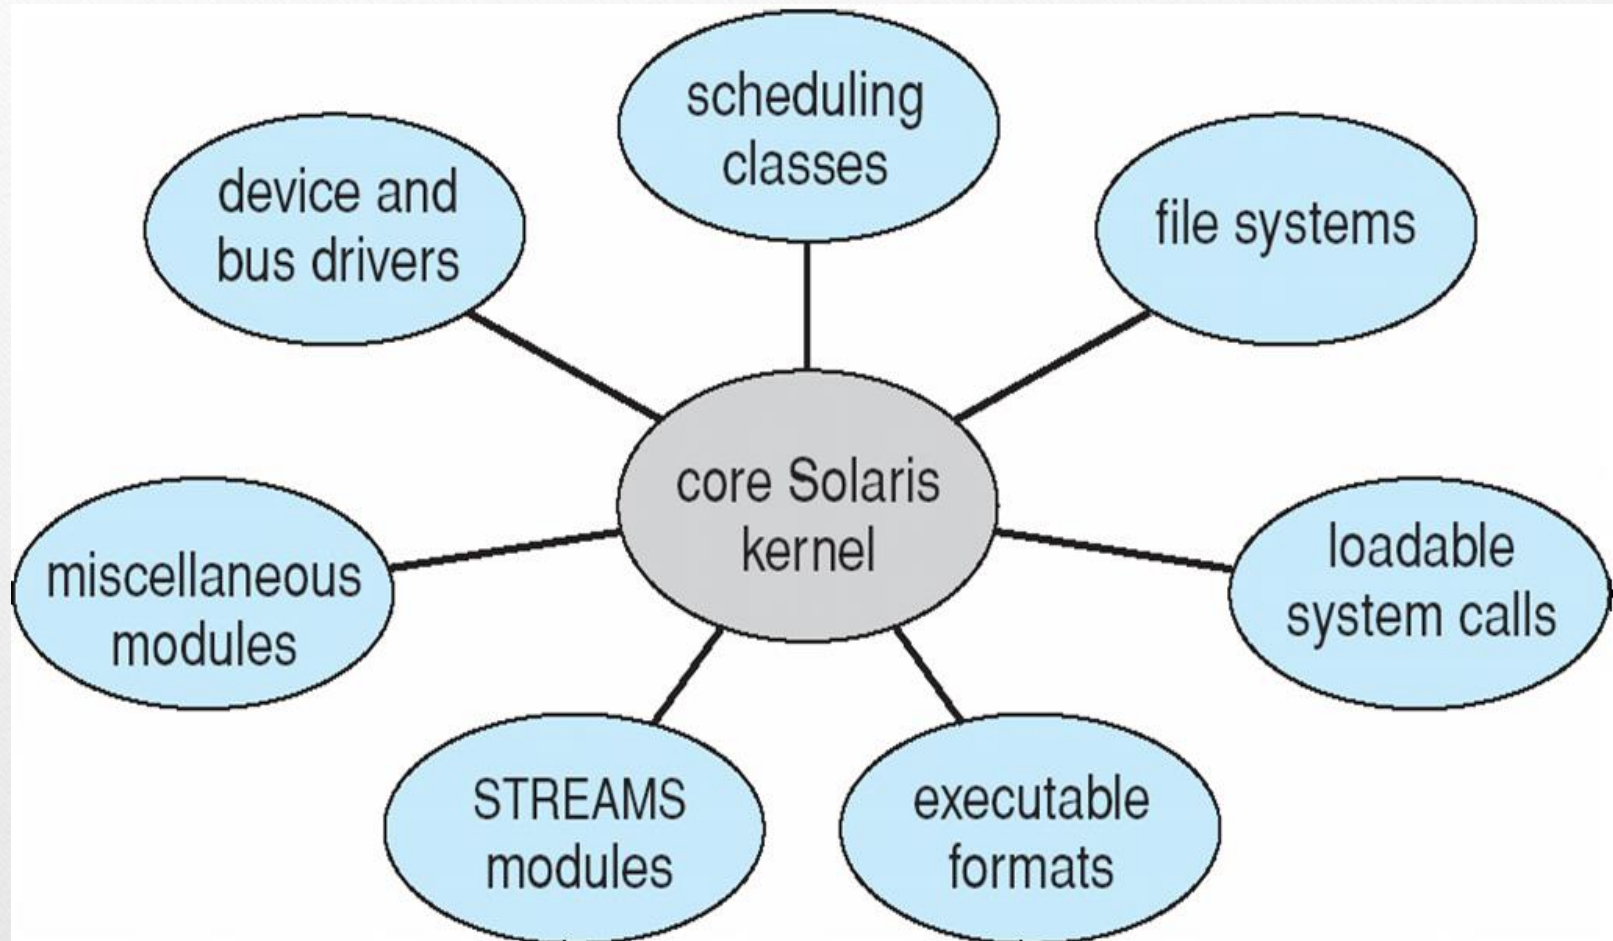 scheduling
classes
device and
bus drivers
file systems
core Solaris
kernel
miscellaneous
modules
loadable
system calls
STREAMS
modules
executable
formats